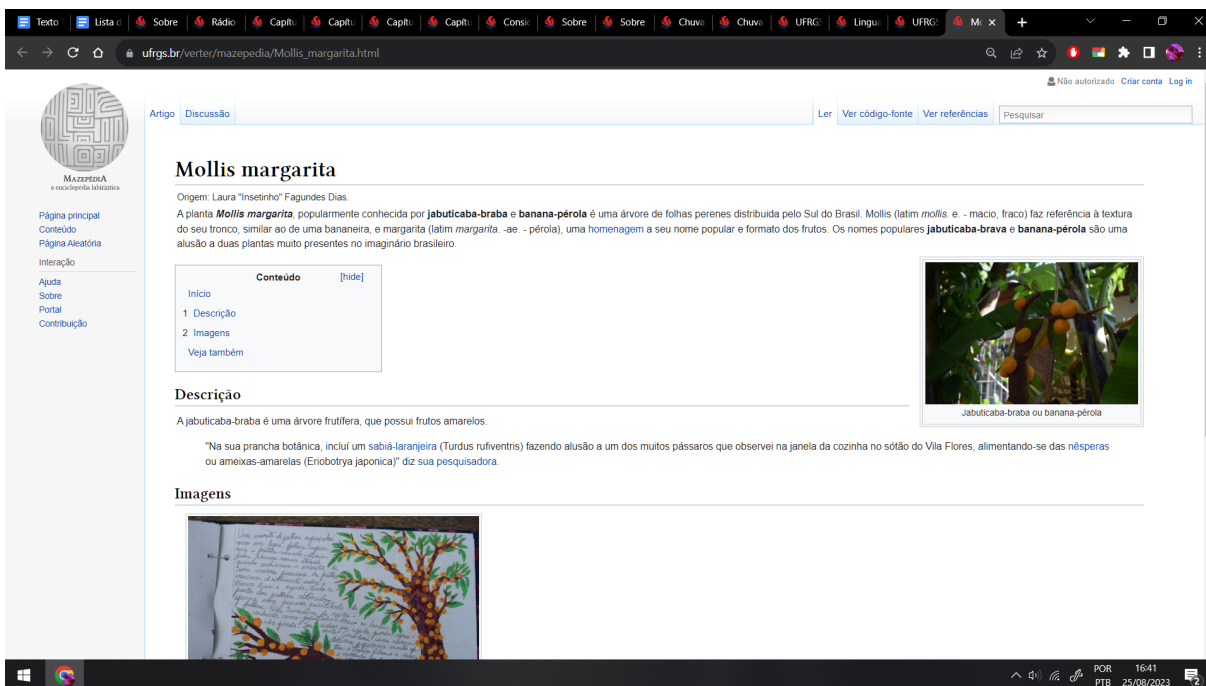 Texto
Lista d
Sobre
Rádio
Capítu
Capítu
Capítu
Capítu
Consid
Sobre
Sobre
Chuva
Chuva
UFRGS
Lingua
UFRGS
Mo
ufrgs.br/verter/mazepedia/Mollis_margarita.html
Não autorizado Criar conta Log in
Artigo Discussão
Ler Ver código-fonte Ver referências Pesquisar
MAZEPÉDIA
a enciclopédia labiríntica
Página principal
Conteúdo
Página Aleatória
Interação
Ajuda
Sobre
Portal
Contribuição
Mollis margarita
Origem: Laura "Insetinho" Fagundes Dias.
A planta Mollis margarita, popularmente conhecida por jabuticaba-braba e banana-pérola é uma árvore de folhas perenes distribuida pelo Sul do Brasil. Mollis (latim mollis. e. - macio, fraco) faz referência à textura
do seu tronco, similar ao de uma bananeira, e margarita (latim margarita. -ae. - pérola), uma homenagem a seu nome popular e formato dos frutos. Os nomes populares jabuticaba-brava e banana-pérola são uma
alusão a duas plantas muito presentes no imaginário brasileiro.
Conteúdo [hide]
Início
1 Descrição
2 Imagens
Veja também
Jabuticaba-braba ou banana-pérola
Descrição
A jabuticaba-braba é uma árvore frutífera, que possui frutos amarelos.
"Na sua prancha botânica, incluí um sabiá-laranjeira (Turdus rufiventris) fazendo alusão a um dos muitos pássaros que observei na janela da cozinha no sótão do Vila Flores, alimentando-se das nêsperas
ou ameixas-amarelas (Eriobotrya japonica)" diz sua pesquisadora.
Imagens
POR
PTB
16:41
25/08/2023
2